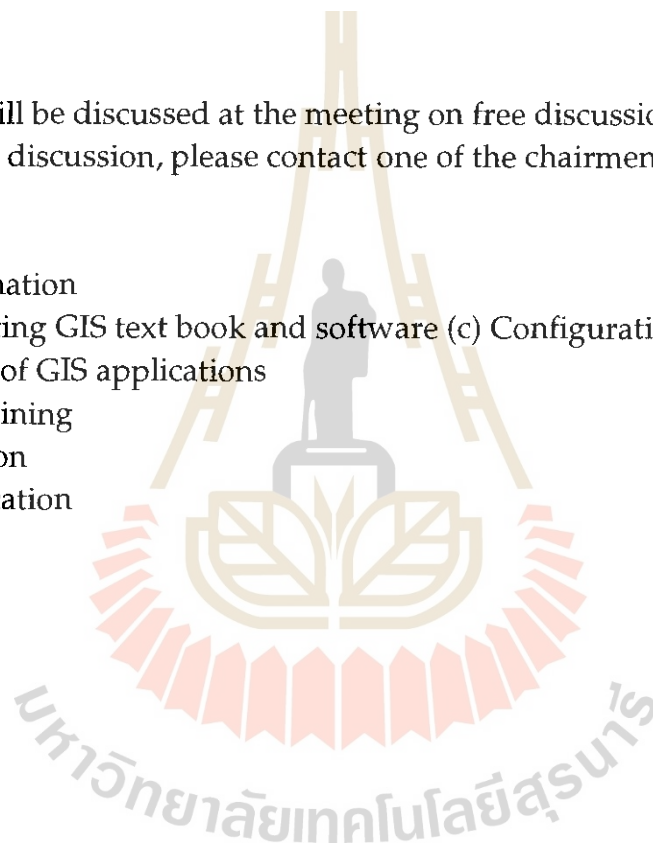 ill be discussed at the meeting on free discussio
discussion, please contact one of the chairmen
nation
ing GIS text book and software (c) Configurati
of GIS applications
ining
on
ation
มหาวิทยาลัยเทคโนโลยีสุรนารี